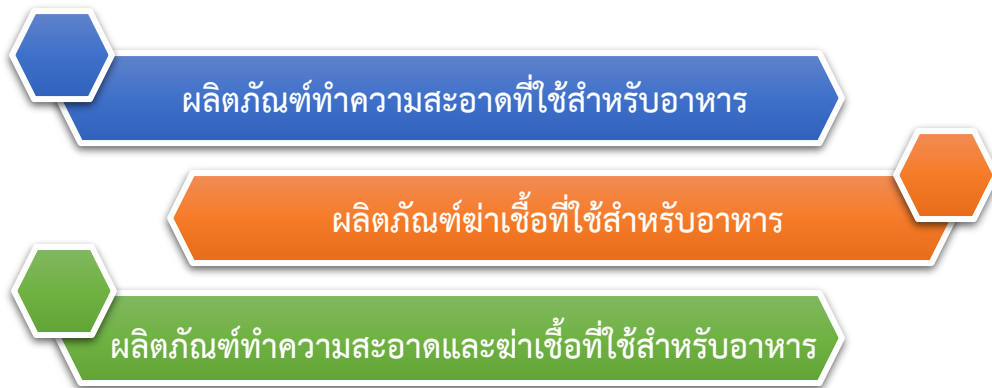 ผลิตภัณฑ์ทำความสะอาดที่ใช้สำหรับอาหาร
ผลิตภัณฑ์ฆ่าเชื้อที่ใช้สำหรับอาหาร
ผลิตภัณฑ์ทำความสะอาดและฆ่าเชื้อที่ใช้สำหรับอาหาร